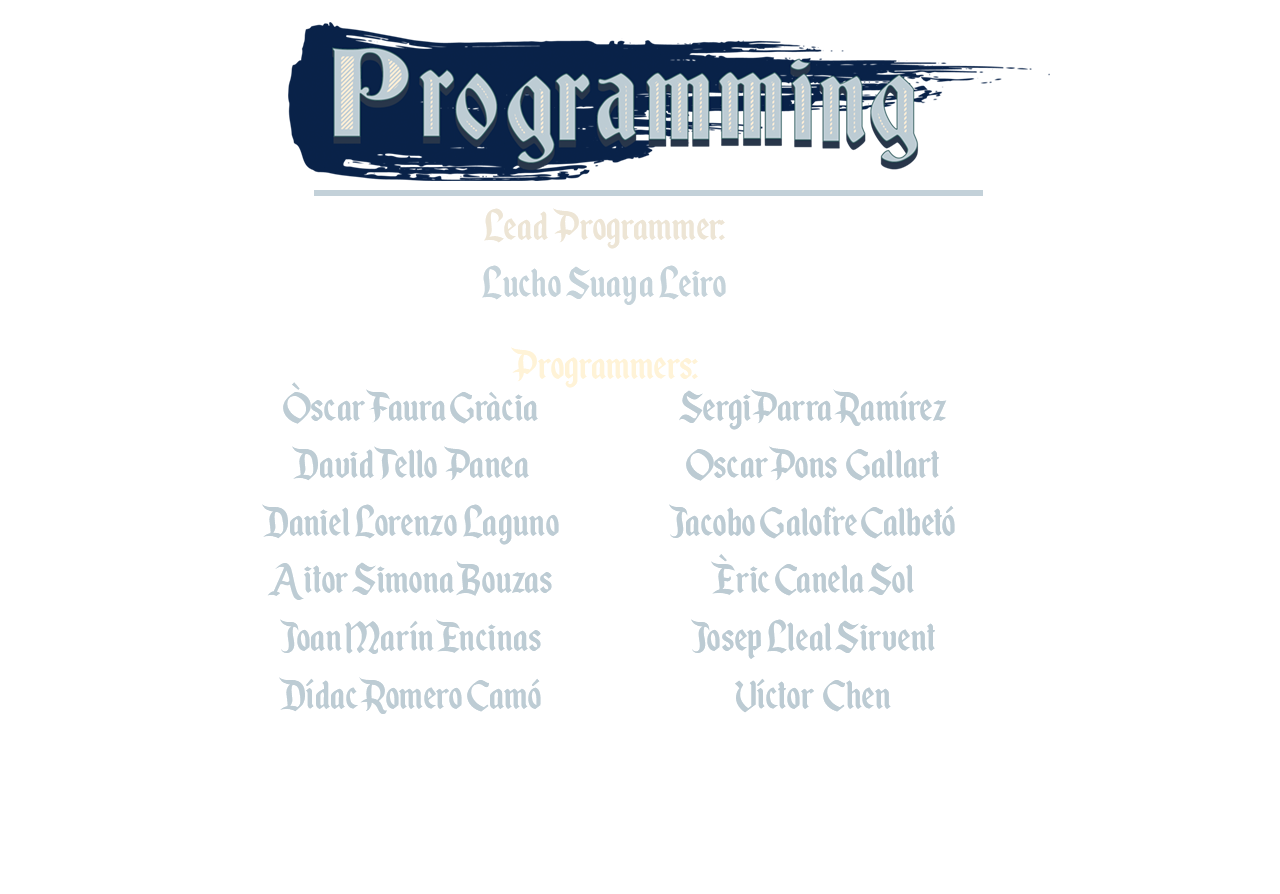 Programming
Lead Programmer:
Lucho Suaya Leiro
Programmers:
Òscar Faura Gràcia
Sergi Parra Ramírez
David Tello Panea
Oscar Pons Gallart
Daniel Lorenzo Laguno
Jacobo Galofre Calbetó
Aitor Simona Bouzas
Èric Canela Sol
Joan Marín Encinas
Josep Lleal Sirvent
Dídac Romero Camó
Víctor Chen